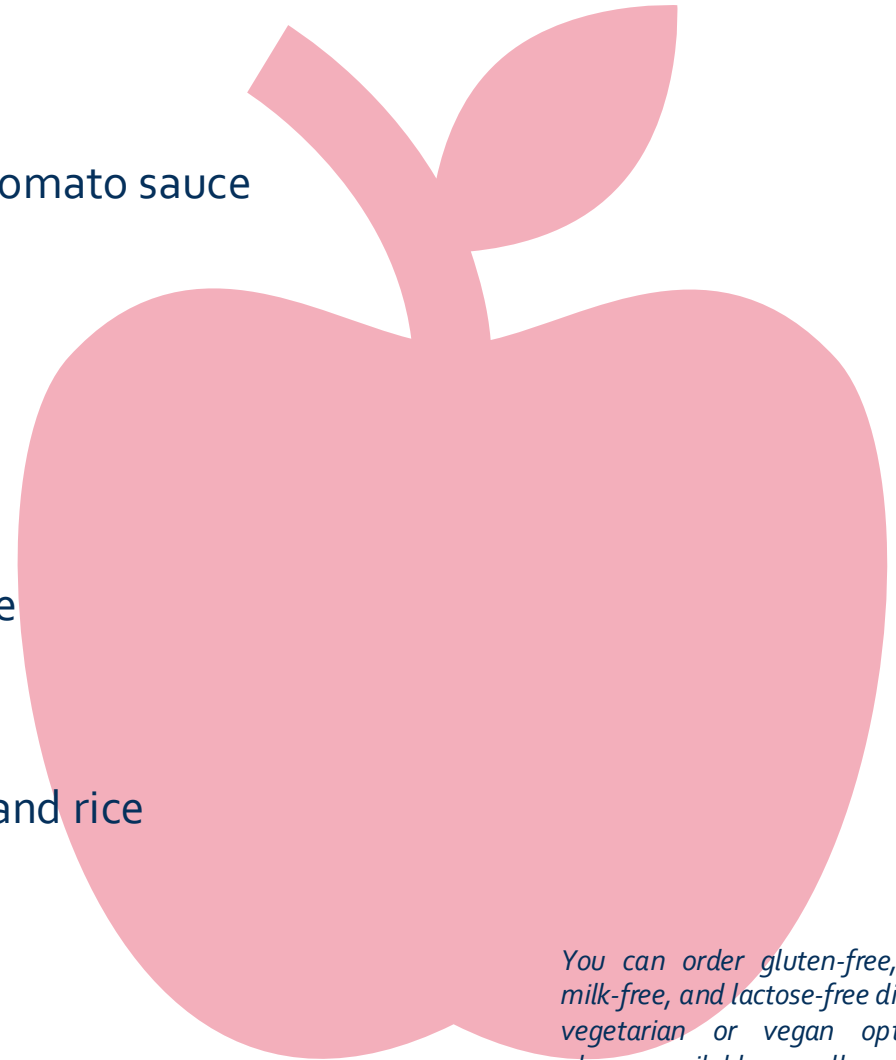 omato sauce
e
and rice
You can order gluten-free,
milk-free, and lactose-free di
vegetarian or vegan opt